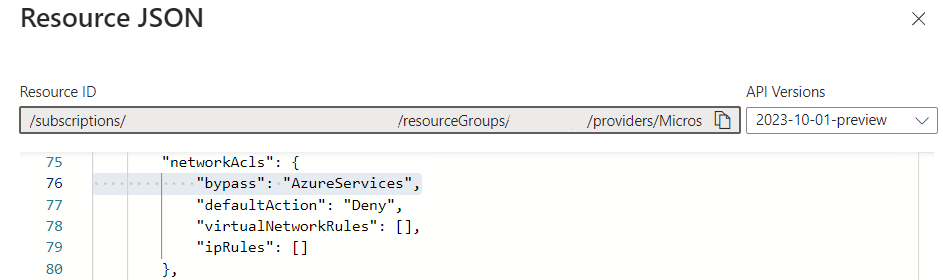 Resource JSON
Resource ID
API Versions
/subscriptions/ /resourceGroups/ /providers/Micros
2023-10-01-preview
75 "networkAcls": {
76 "bypass": "AzureServices",
77 "defaultAction": "Deny",
78 "virtualNetworkRules": [],
79 "ipRules": []
80 },